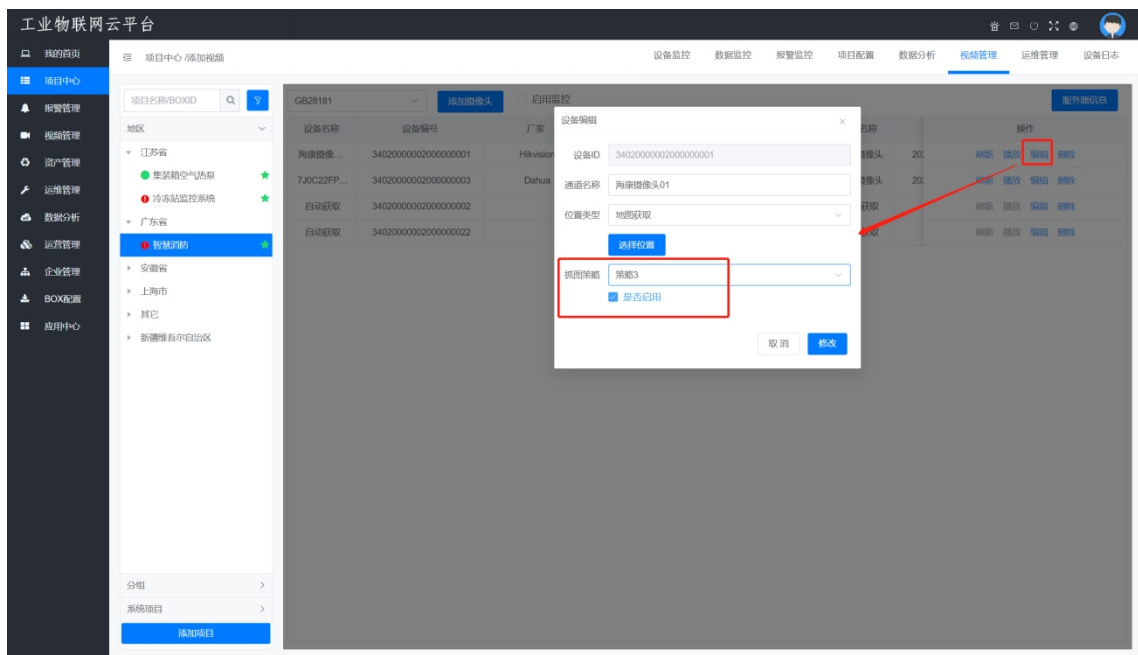 工业物联网云平台
我的首页
项目中心
报警管理
视频管理
资产管理
运维管理
数据分析
运营管理
企业管理
BOX配置
应用中心
项目中心 /添加视频
设备监控 数据监控 报警监控 项目配置 数据分析 视频管理 运维管理 设备日志
项目名称/BOXID
地区
江苏省
集装箱空气热泵
冷冻站监控系统
广东省
智慧消防
安徽省
上海市
其它
新疆维吾尔自治区
分组
系统项目
添加项目
GB28181 添加摄像头 启用监控 服务器信息
设备名称 设备编号 厂家 名称 操作
海康摄像... 34020000002000000001 Hikvision 摄像头 202 刷新 播放 编辑 删除
7J0C22FP... 34020000002000000003 Dahua 摄像头 202 刷新 播放 编辑 删除
自动获取 34020000002000000002 获取 刷新 播放 编辑 删除
自动获取 34020000002000000022 获取 刷新 播放 编辑 删除
设备编辑
设备ID 34020000002000000001
通道名称 海康摄像头01
位置类型 地图获取
选择位置
抓图策略 策略3
是否启用
取消 修改